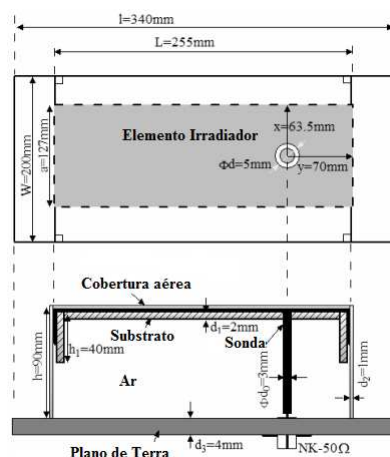 l=340mm
L=255mm
W=200mm
a=127mm
Elemento Irradiador
x=63.5mm
Φd=5mm
y=70mm
Cobertura aérea
Substrato
d₁=2mm
Sonda
h=90mm
h₁=40mm
Ar
Φd₀=3mm
d₂=1mm
d₃=4mm
Plano de Terra
NK-50Ω